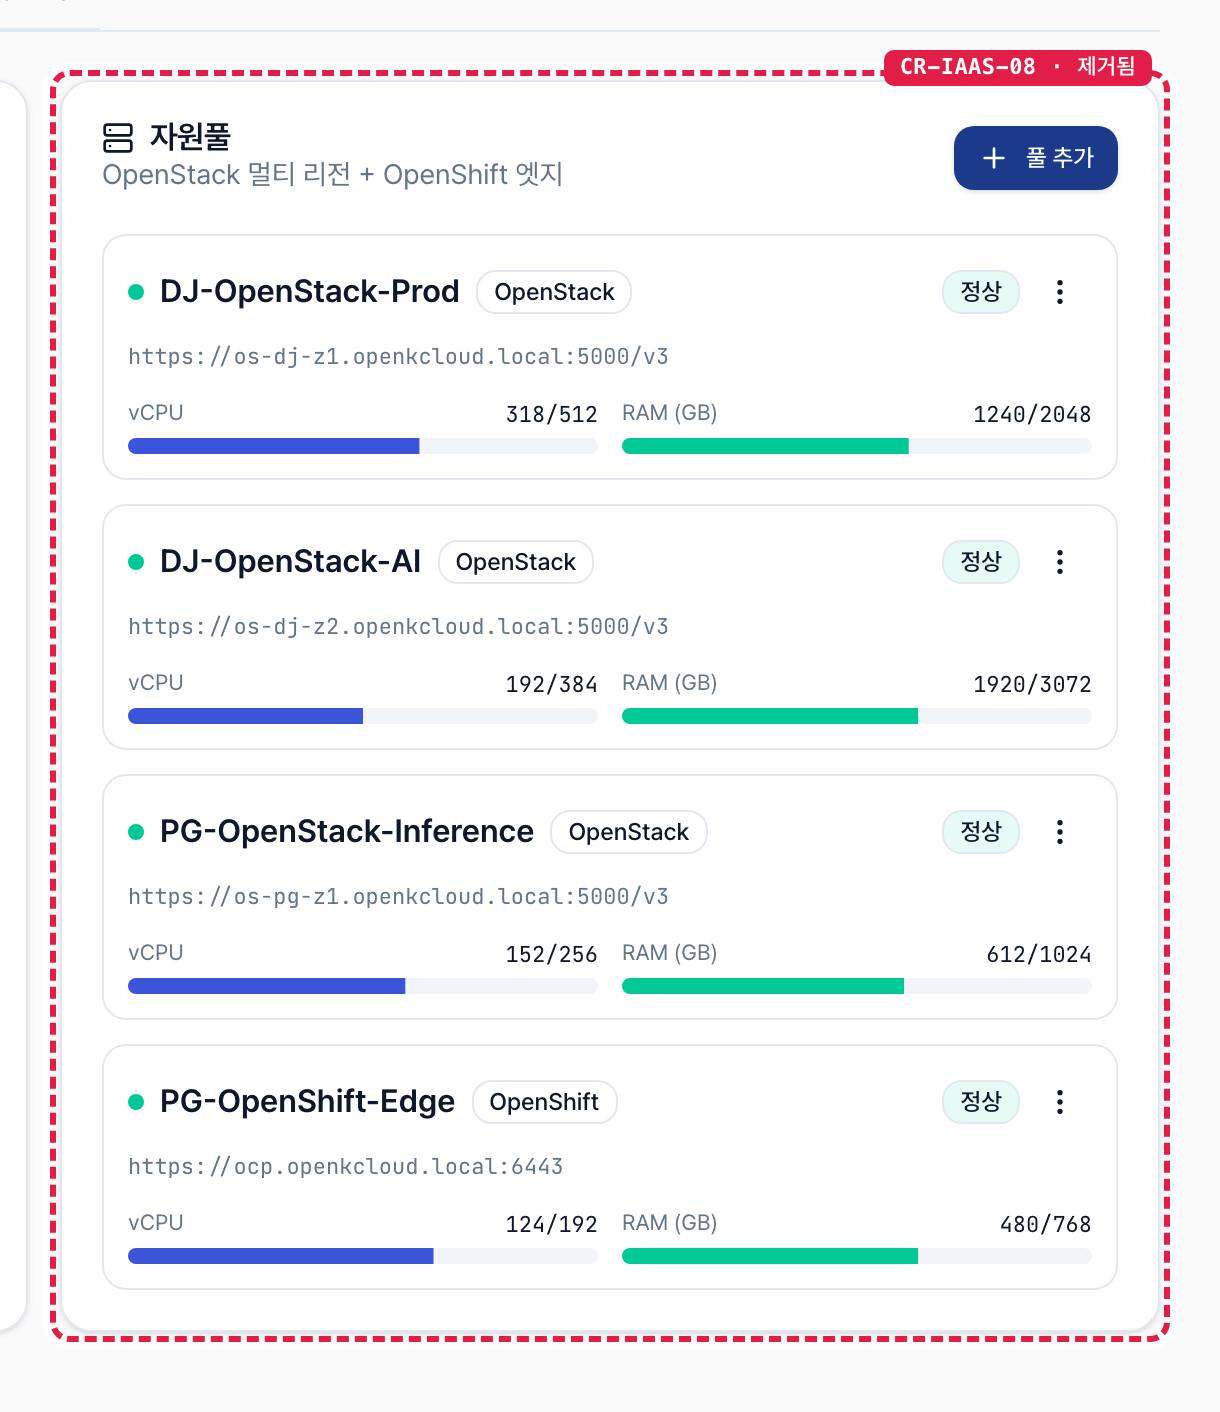 CR-IAAS-08 · 제거됨
자원풀
OpenStack 멀티 리전 + OpenShift 엣지
풀 추가
DJ-OpenStack-Prod OpenStack 정상
https://os-dj-z1.openkcloud.local:5000/v3
vCPU 318/512 RAM (GB) 1240/2048
DJ-OpenStack-AI OpenStack 정상
https://os-dj-z2.openkcloud.local:5000/v3
vCPU 192/384 RAM (GB) 1920/3072
PG-OpenStack-Inference OpenStack 정상
https://os-pg-z1.openkcloud.local:5000/v3
vCPU 152/256 RAM (GB) 612/1024
PG-OpenShift-Edge OpenShift 정상
https://ocp.openkcloud.local:6443
vCPU 124/192 RAM (GB) 480/768